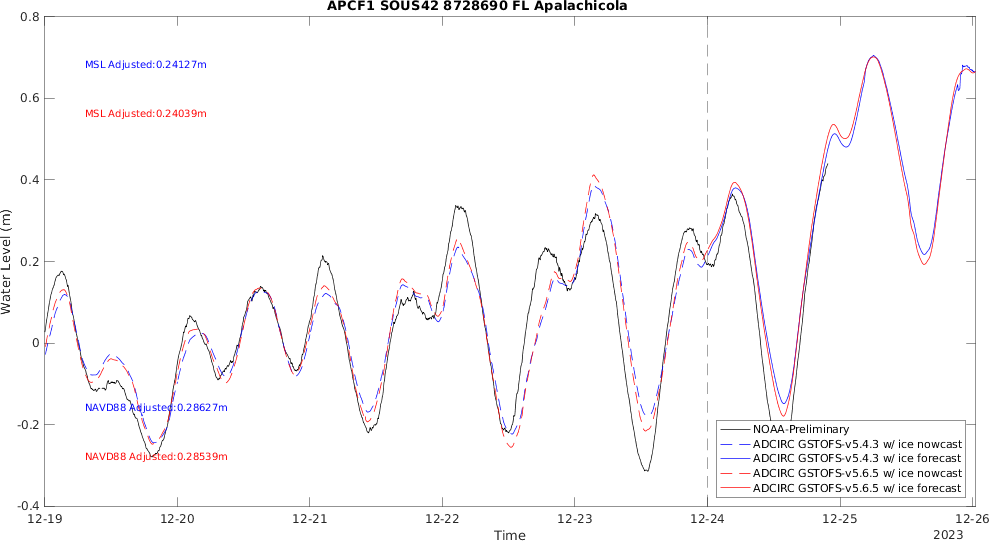 APCF1 SOUS42 8728690 FL Apalachicola
0.8
0.6
0.4
0.2
0
-0.2
-0.4
Water Level (m)
MSL Adjusted:0.24127m
MSL Adjusted:0.24039m
NAVD88 Adjusted:0.28627m
NAVD88 Adjusted:0.28539m
NOAA-Preliminary
ADCIRC GSTOFS-v5.4.3 w/ ice nowcast
ADCIRC GSTOFS-v5.4.3 w/ ice forecast
ADCIRC GSTOFS-v5.6.5 w/ ice nowcast
ADCIRC GSTOFS-v5.6.5 w/ ice forecast
12-19 12-20 12-21 12-22 12-23 12-24 12-25 12-26
Time
2023